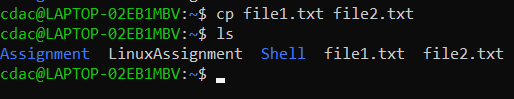 cdac@LAPTOP-02EB1MBV:~$ cp file1.txt file2.txt
cdac@LAPTOP-02EB1MBV:~$ ls
Assignment  LinuxAssignment  Shell  file1.txt  file2.txt
cdac@LAPTOP-02EB1MBV:~$